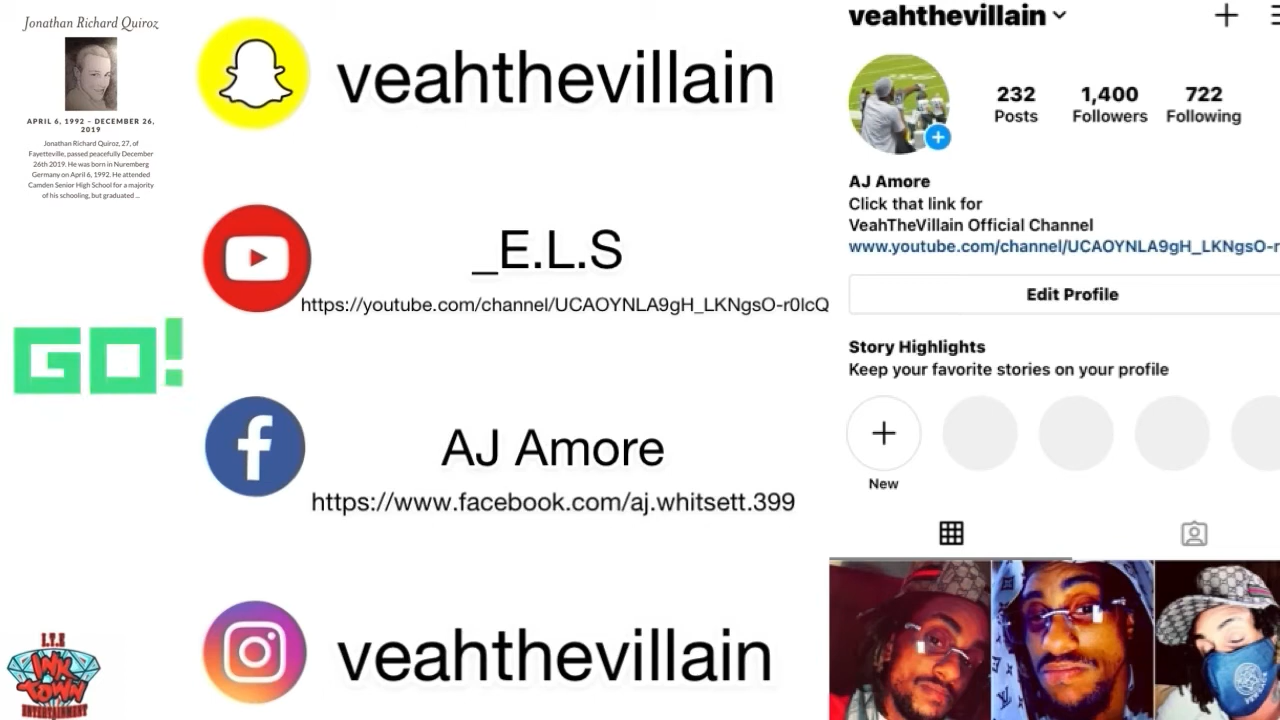 Jonathan Richard Quiroz
APRIL 6, 1992 – DECEMBER 26,
2019
Jonathan Richard Quiroz, 27, of
Fayetteville, passed peacefully December
26th 2019. He was born in Nuremberg
Germany on April 6, 1992. He attended
Camden Senior High School for a majority
of his schooling, but graduated ...
GO!
I.T.E
INK
TOWN
ENTERTAINMENT
veahthevillain
_E.L.S
https://youtube.com/channel/UCAOYNLA9gH_LKNgsO-r0lcQ
AJ Amore
https://www.facebook.com/aj.whitsett.399
veahthevillain
veahthevillain
232 1,400 722
Posts Followers Following
AJ Amore
Click that link for
VeahTheVillain Official Channel
www.youtube.com/channel/UCAOYNLA9gH_LKNgsO-r
Edit Profile
Story Highlights
Keep your favorite stories on your profile
New